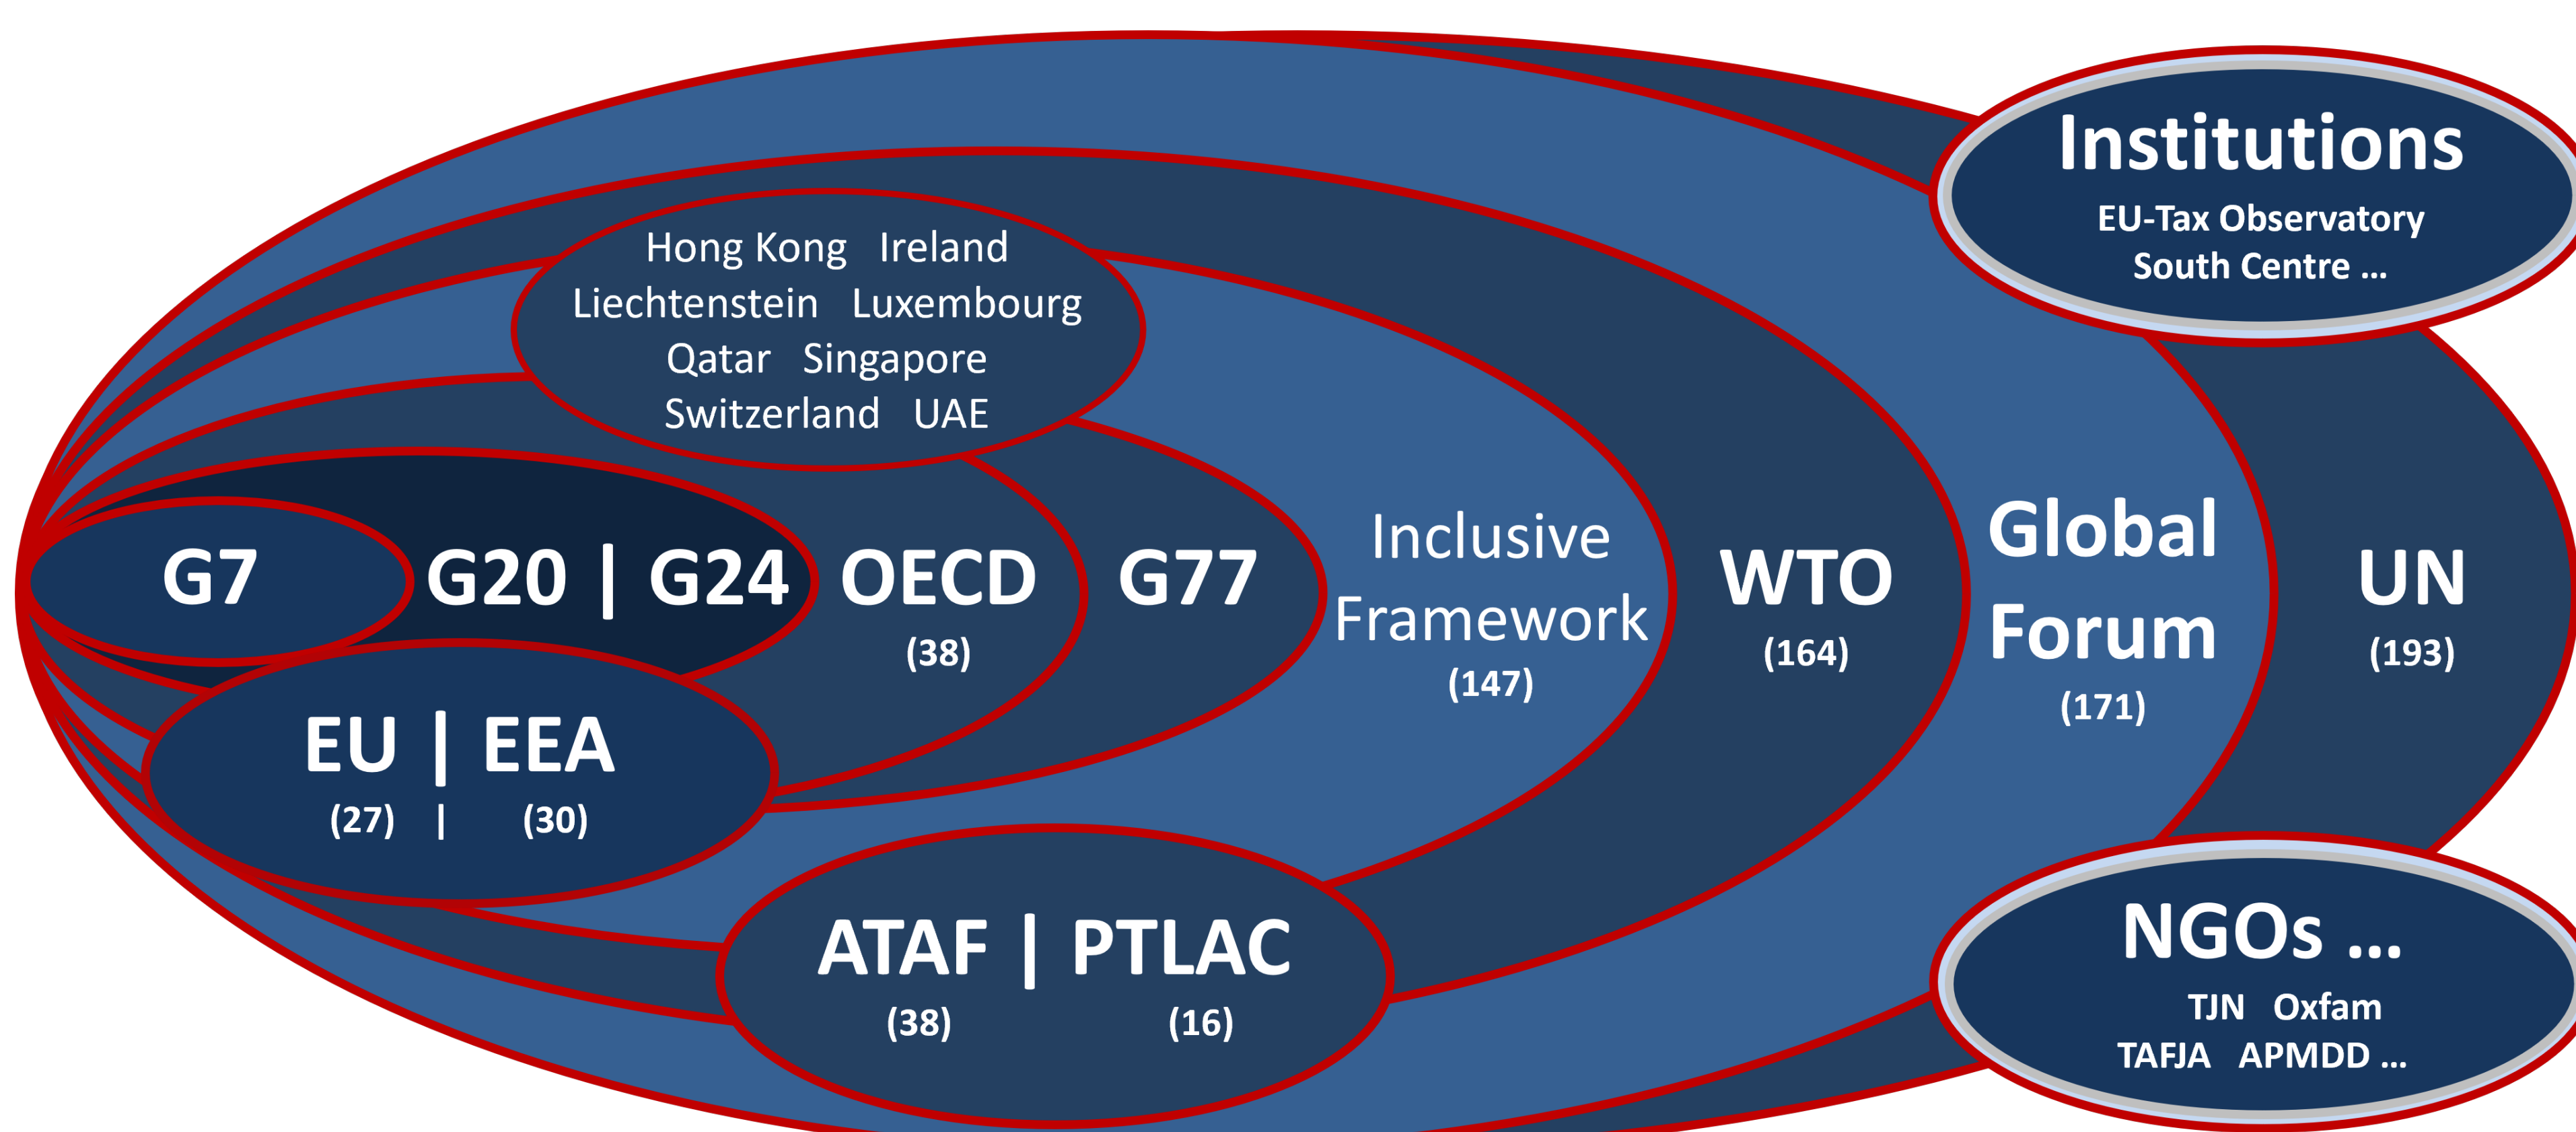 Institutions
EU-Tax Observatory
South Centre ...
Hong Kong Ireland
Liechtenstein Luxembourg
Qatar Singapore
Switzerland UAE
G7
G20 | G24
OECD
(38)
G77
Inclusive
Framework
(147)
WTO
(164)
Global
Forum
(171)
UN
(193)
EU | EEA
(27) | (30)
ATAF | PTLAC
(38) (16)
NGOs ...
TJN Oxfam
TAFJA APMDD ...